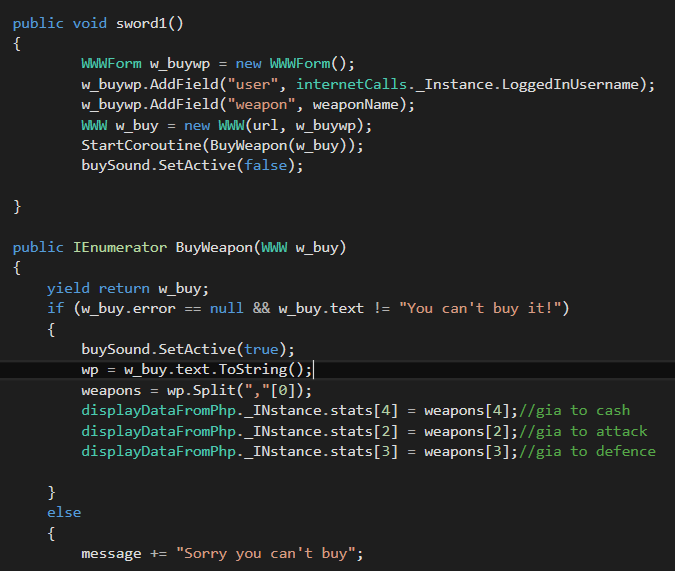 public void sword1()
{
WWWForm w_buywp = new WWWForm();
w_buywp.AddField("user", internetCalls._Instance.LoggedInUsername);
w_buywp.AddField("weapon", weaponName);
WWW w_buy = new WWW(url, w_buywp);
StartCoroutine(BuyWeapon(w_buy));
buySound.SetActive(false);
}
public IEnumerator BuyWeapon(WWW w_buy)
{
yield return w_buy;
if (w_buy.error == null && w_buy.text != "You can't buy it!")
{
buySound.SetActive(true);
wp = w_buy.text.ToString();
weapons = wp.Split(","[0]);
displayDataFromPhp._INstance.stats[4] = weapons[4];//gia to cash
displayDataFromPhp._INstance.stats[2] = weapons[2];//gia to attack
displayDataFromPhp._INstance.stats[3] = weapons[3];//gia to defence
}
else
{
message += "Sorry you can't buy";